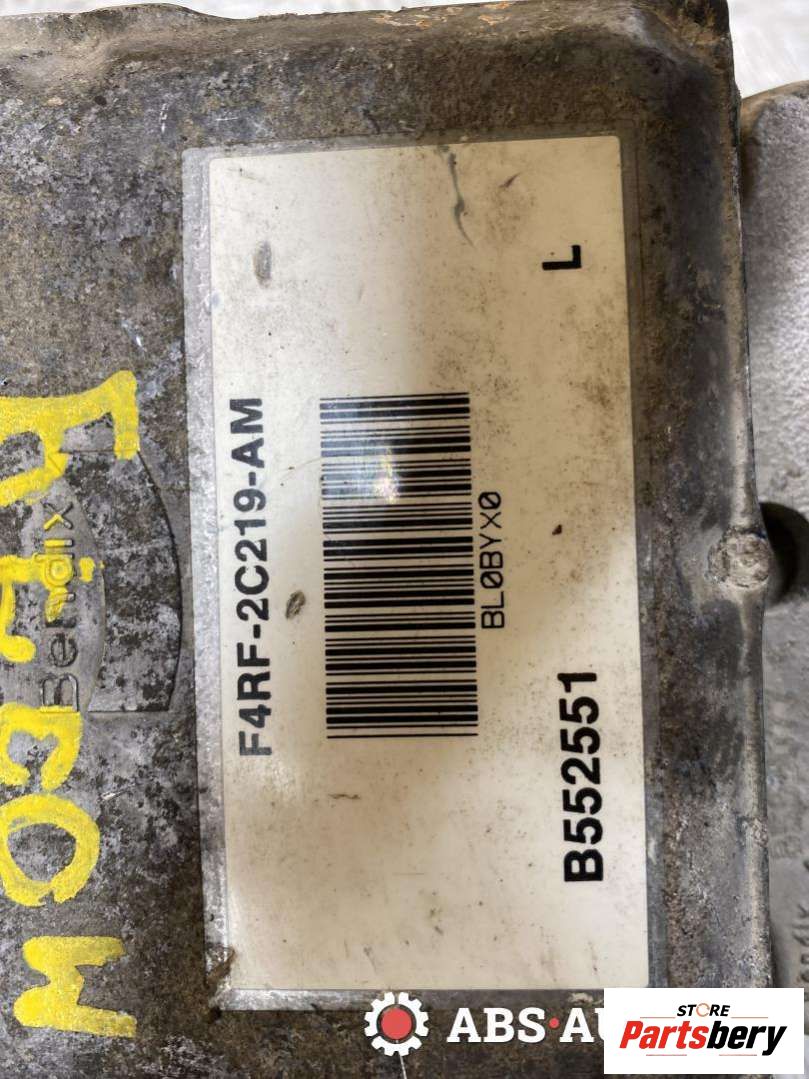 F4RF-2C219-AM
BL0BYX0
B552551 L
Bendix
ABS·AU
STORE
Partsbery